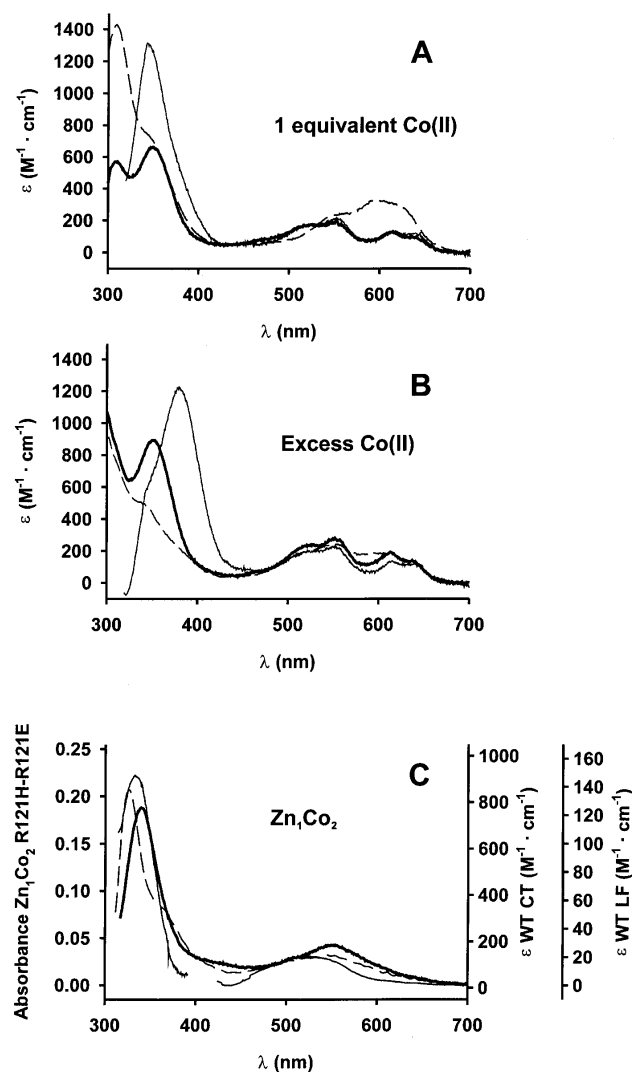 A
1 equivalent Co(II)
ε (M⁻¹ · cm⁻¹)
1400
1200
1000
800
600
400
200
0
300 400 500 600 700
λ (nm)
B
Excess Co(II)
ε (M⁻¹ · cm⁻¹)
1400
1200
1000
800
600
400
200
0
300 400 500 600 700
λ (nm)
C
Zn₁Co₂
Absorbance Zn₁Co₂ R121H-R121E
0.25
0.20
0.15
0.10
0.05
0.00
300 400 500 600 700
λ (nm)
1000
800
600
400
200
0
ε WT CT (M⁻¹ · cm⁻¹)
160
140
120
100
80
60
40
20
0
ε WT LF (M⁻¹ · cm⁻¹)